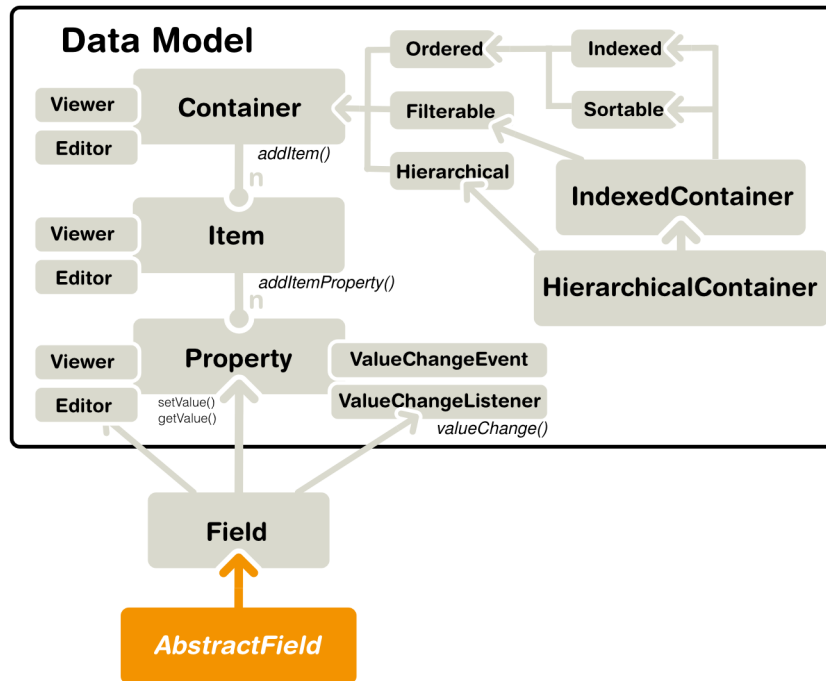 Data Model
Ordered
Indexed
Viewer
Container
Filterable
Sortable
Editor
addItem()
n
Hierarchical
IndexedContainer
Viewer
Item
Editor
addItemProperty()
n
HierarchicalContainer
Viewer
Property
ValueChangeEvent
Editor
setValue()
getValue()
ValueChangeListener
valueChange()
Field
AbstractField